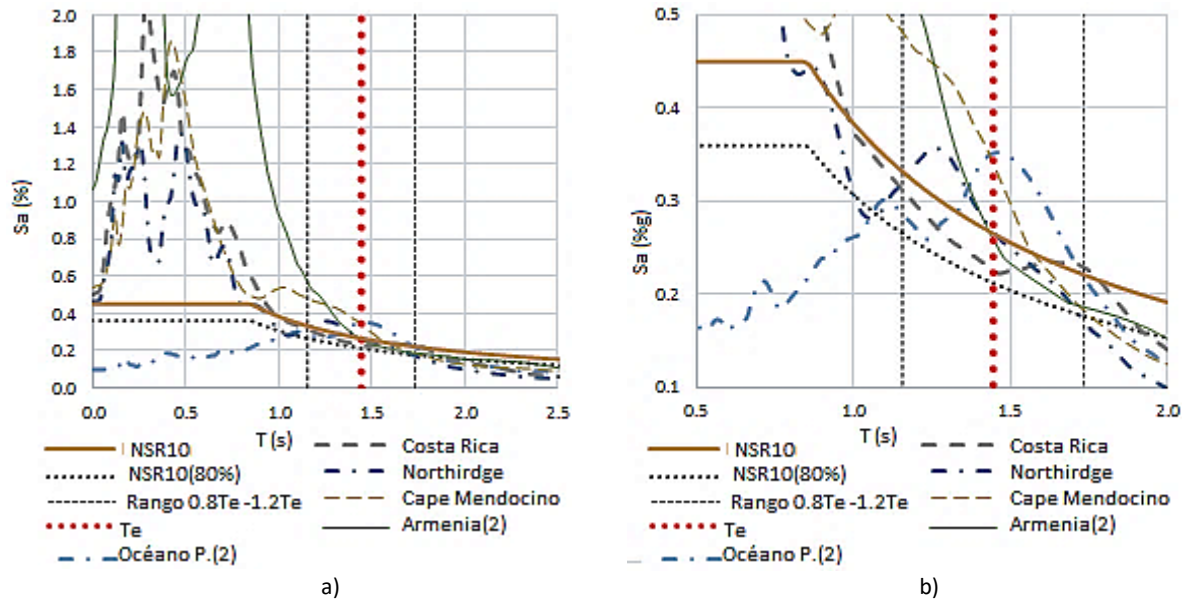 2.0
1.8
1.6
1.4
1.2
1.0
0.8
0.6
0.4
0.2
0.0
Sa (%)
0.0 0.5 1.0 1.5 2.0 2.5
T (s)
NSR10
NSR10(80%)
Rango 0.8Te -1.2Te
Te
Océano P.(2)
Costa Rica
Northirdge
Cape Mendocino
Armenia(2)
a)
0.5
0.4
0.3
0.2
0.1
Sa (%g)
0.5 1.0 1.5 2.0
T (s)
NSR10
NSR10(80%)
Rango 0.8Te -1.2Te
Te
Océano P.(2)
Costa Rica
Northirdge
Cape Mendocino
Armenia(2)
b)